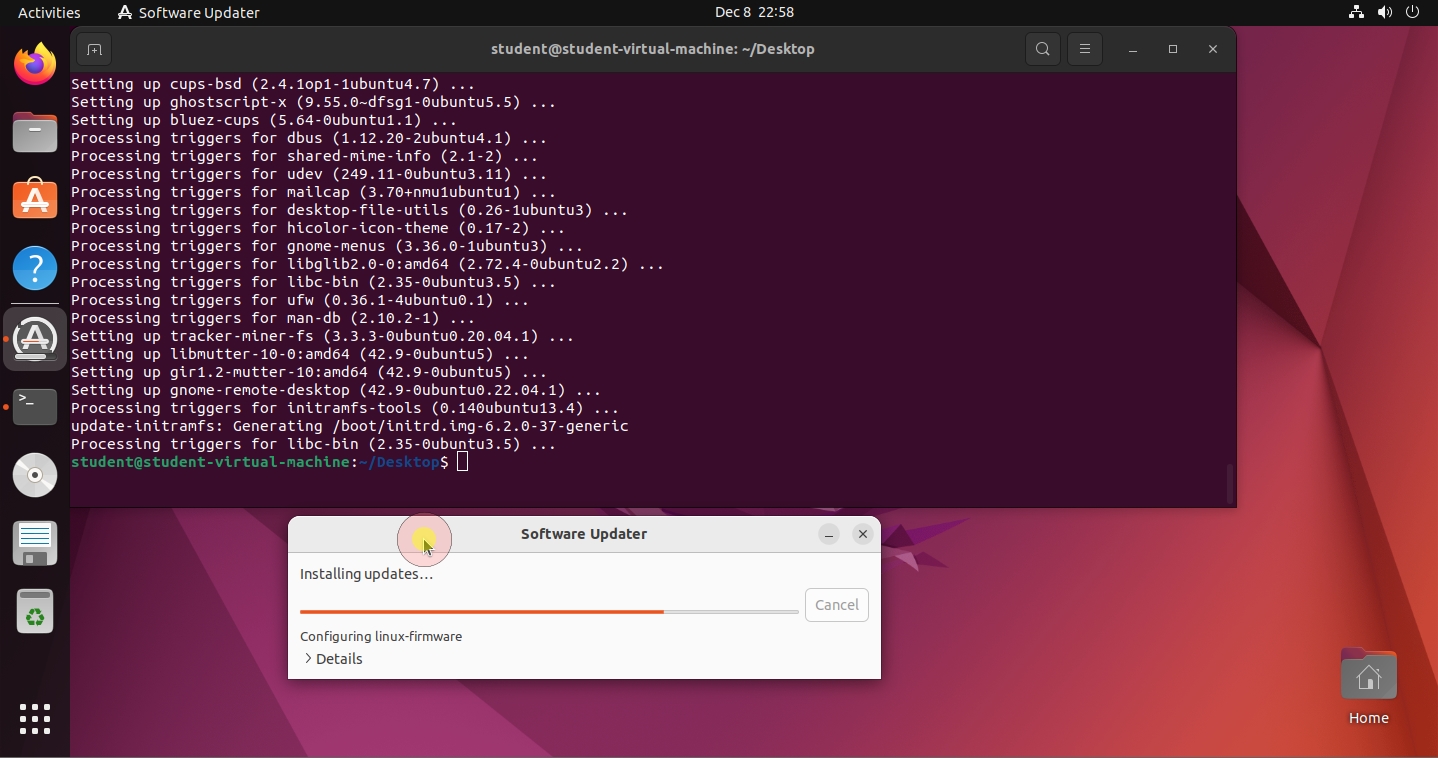 Activities
Software Updater
Dec 8 22:58
student@student-virtual-machine: ~/Desktop
Setting up cups-bsd (2.4.1op1-1ubuntu4.7) ...
Setting up ghostscript-x (9.55.0~dfsg1-0ubuntu5.5) ...
Setting up bluez-cups (5.64-0ubuntu1.1) ...
Processing triggers for dbus (1.12.20-2ubuntu4.1) ...
Processing triggers for shared-mime-info (2.1-2) ...
Processing triggers for udev (249.11-0ubuntu3.11) ...
Processing triggers for mailcap (3.70+nmu1ubuntu1) ...
Processing triggers for desktop-file-utils (0.26-1ubuntu3) ...
Processing triggers for hicolor-icon-theme (0.17-2) ...
Processing triggers for gnome-menus (3.36.0-1ubuntu3) ...
Processing triggers for libglib2.0-0:amd64 (2.72.4-0ubuntu2.2) ...
Processing triggers for libc-bin (2.35-0ubuntu3.5) ...
Processing triggers for ufw (0.36.1-4ubuntu0.1) ...
Processing triggers for man-db (2.10.2-1) ...
Setting up tracker-miner-fs (3.3.3-0ubuntu0.20.04.1) ...
Setting up libmutter-10-0:amd64 (42.9-0ubuntu5) ...
Setting up gir1.2-mutter-10:amd64 (42.9-0ubuntu5) ...
Setting up gnome-remote-desktop (42.9-0ubuntu0.22.04.1) ...
Processing triggers for initramfs-tools (0.140ubuntu13.4) ...
update-initramfs: Generating /boot/initrd.img-6.2.0-37-generic
Processing triggers for libc-bin (2.35-0ubuntu3.5) ...
student@student-virtual-machine:~/Desktop$
Software Updater
Installing updates…
Cancel
Configuring linux-firmware
Details
Home